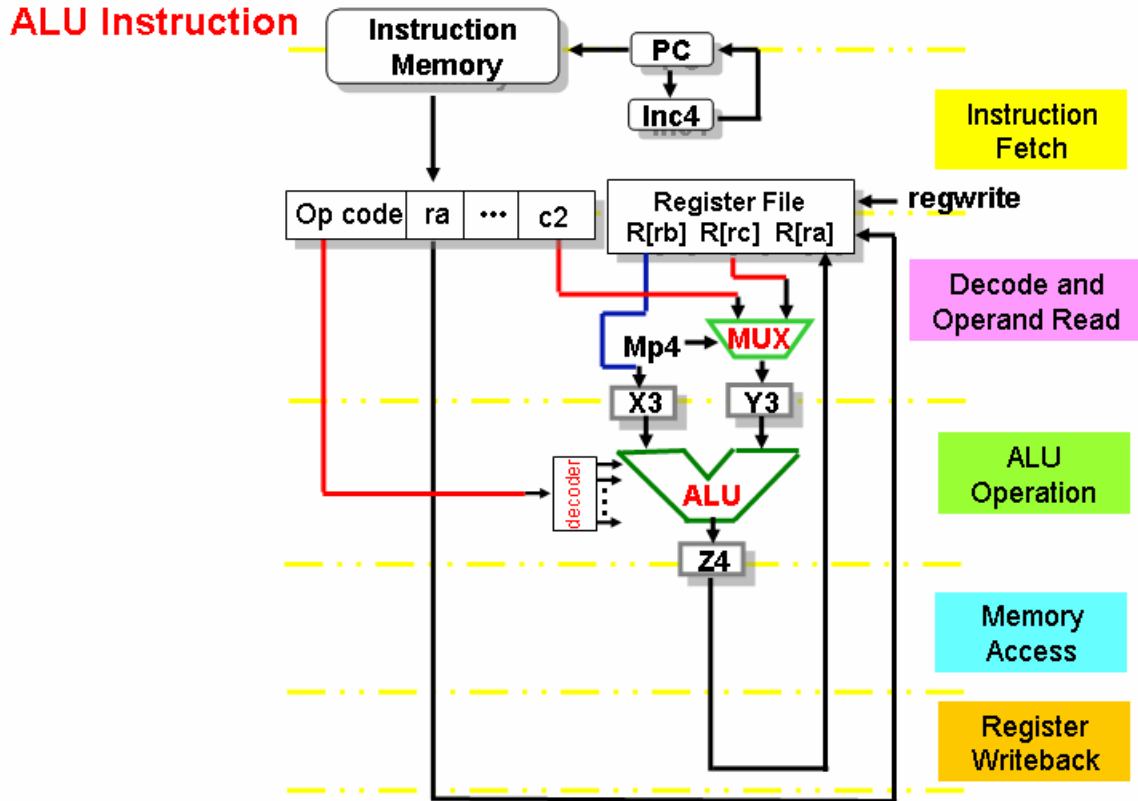 ALU Instruction
Instruction
Memory
PC
Inc4
Instruction
Fetch
Op code ra ... c2
Register File
R[rb] R[rc] R[ra]
regwrite
Decode and
Operand Read
Mp4
MUX
X3
Y3
ALU
Operation
decoder
ALU
Z4
Memory
Access
Register
Writeback